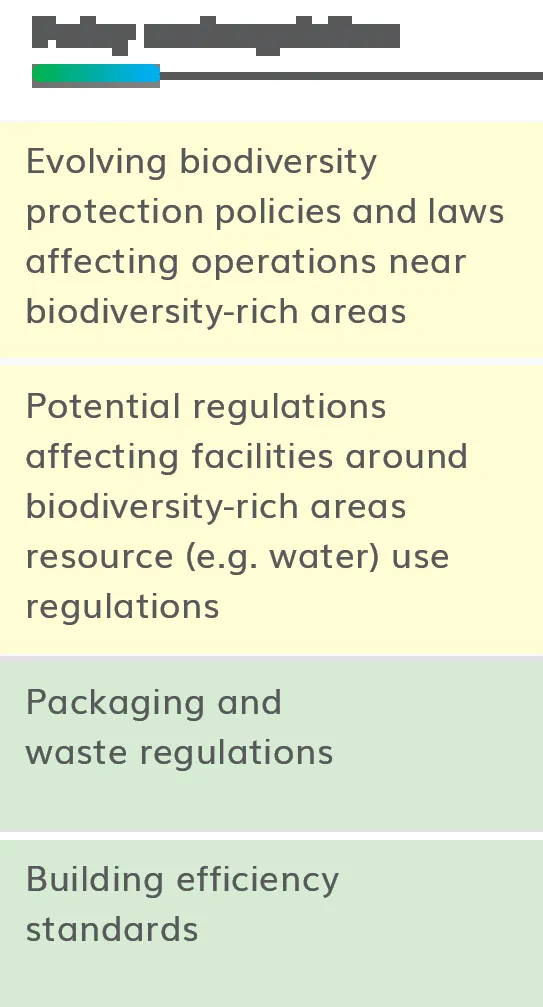 Evolving biodiversity
protection policies and laws
affecting operations near
biodiversity-rich areas
Potential regulations
affecting facilities around
biodiversity-rich areas
resource (e.g. water) use
regulations
Packaging and
waste regulations
Building efficiency
standards